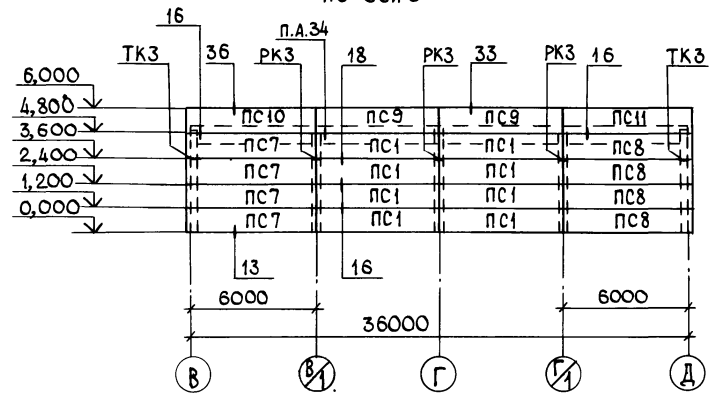 16
п.А.34
ТК3
36
РК3
18
РК3
33
РК3
16
ТК3
6,000
4,800
3,600
2,400
1,200
0,000
ПС10 ПС9 ПС9 ПС11
ПС7 ПС1 ПС1 ПС8
ПС7 ПС1 ПС1 ПС8
ПС7 ПС1 ПС1 ПС8
ПС7 ПС1 ПС1 ПС8
13
16
6000
6000
36000
В
В/1
Г
Г/1
Д